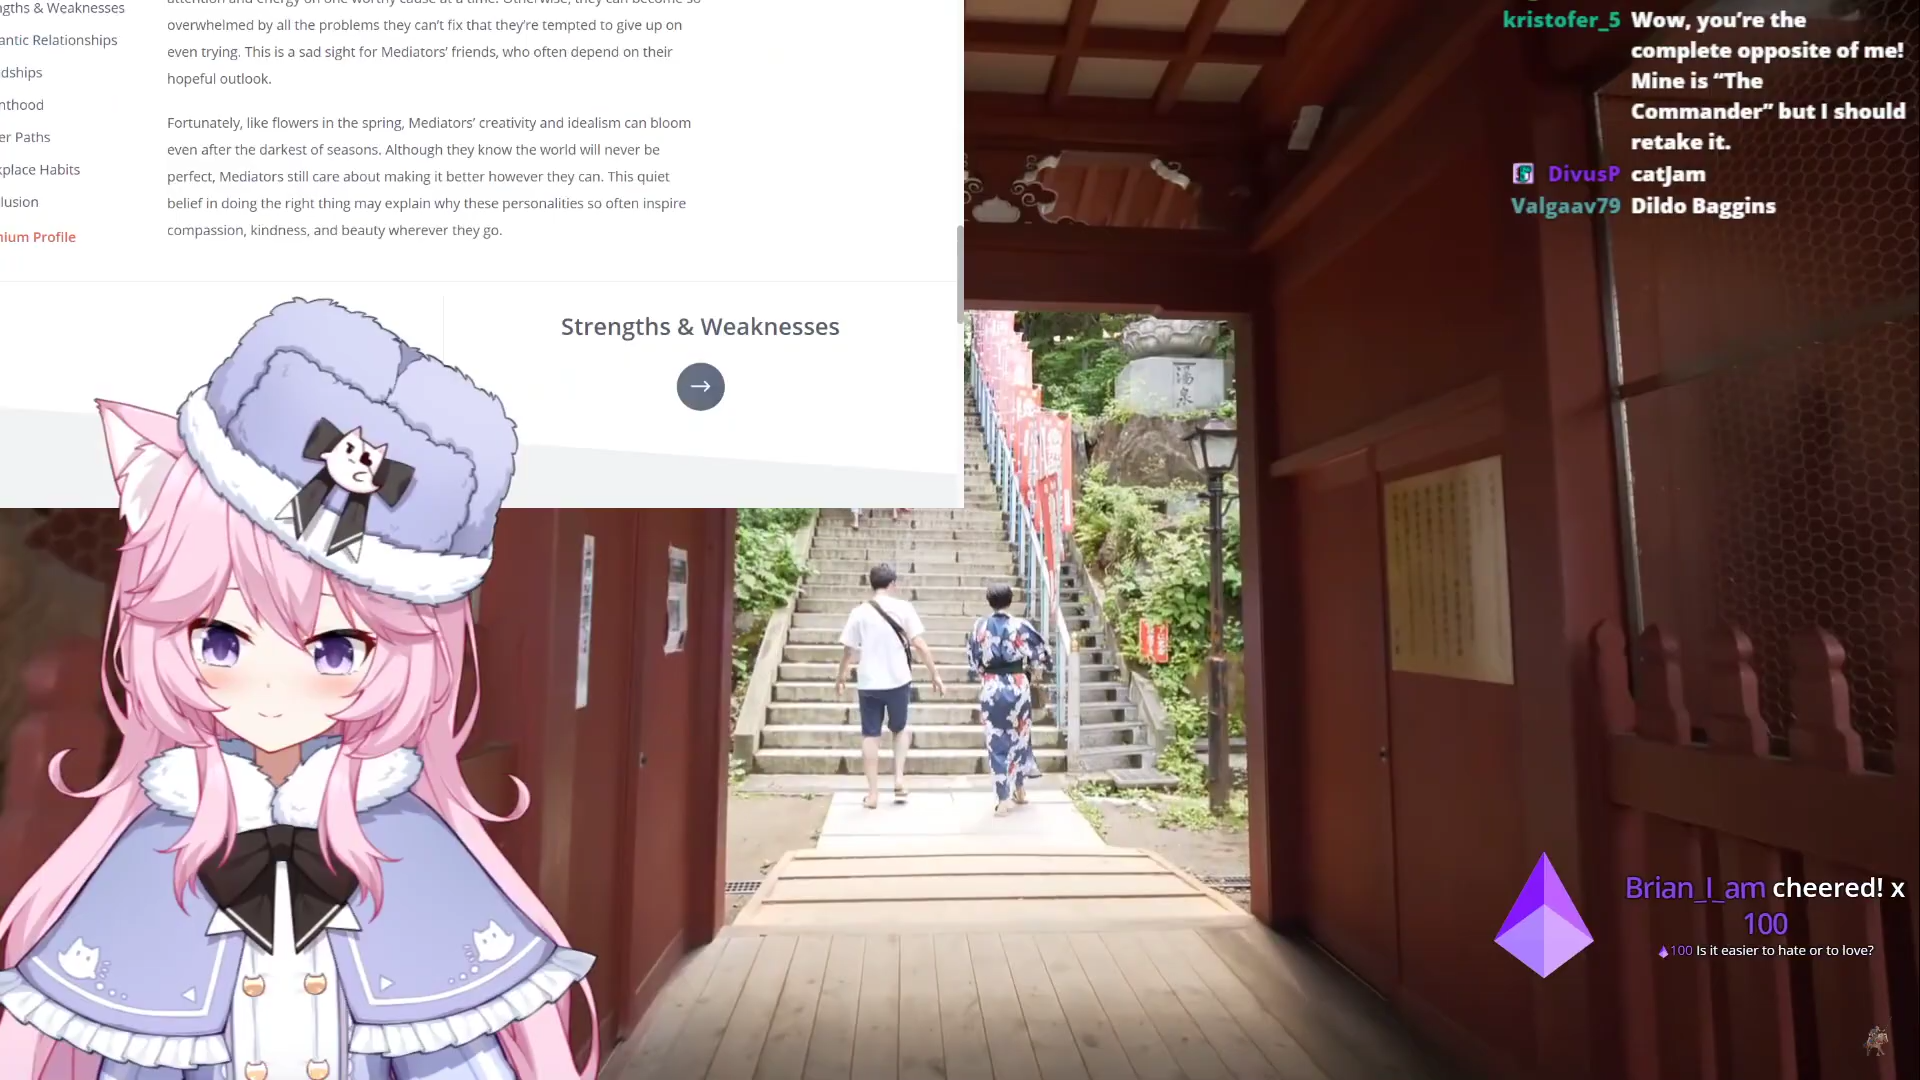 ngths & Weaknesses
antic Relationships
dships
nthood
er Paths
kplace Habits
lusion
nium Profile
overwhelmed by all the problems they can't fix that they're tempted to give up on
even trying. This is a sad sight for Mediators' friends, who often depend on their
hopeful outlook.
Fortunately, like flowers in the spring, Mediators' creativity and idealism can bloom
even after the darkest of seasons. Although they know the world will never be
perfect, Mediators still care about making it better however they can. This quiet
belief in doing the right thing may explain why these personalities so often inspire
compassion, kindness, and beauty wherever they go.
Strengths & Weaknesses
kristofer_5 Wow, you're the
complete opposite of me!
Mine is "The
Commander" but I should
retake it.
DivusP catJam
Valgaav79 Dildo Baggins
湯
泉
Brian_I_am cheered! x
100
100 Is it easier to hate or to love?